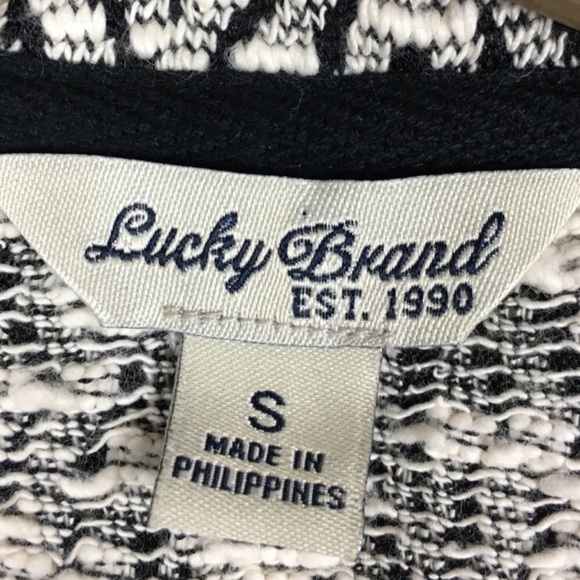 Lucky Brand
EST. 1990
S
MADE IN
PHILIPPINES